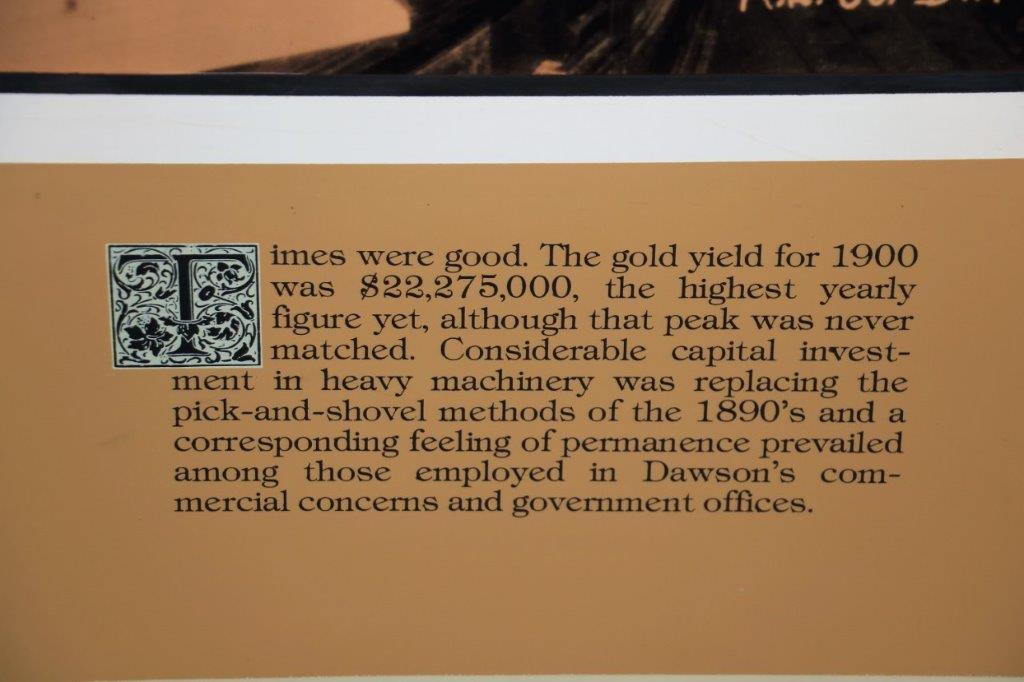 Times were good. The gold yield for 1900
was $22,275,000, the highest yearly
figure yet, although that peak was never
matched. Considerable capital invest-
ment in heavy machinery was replacing the
pick-and-shovel methods of the 1890's and a
corresponding feeling of permanence prevailed
among those employed in Dawson's com-
mercial concerns and government offices.